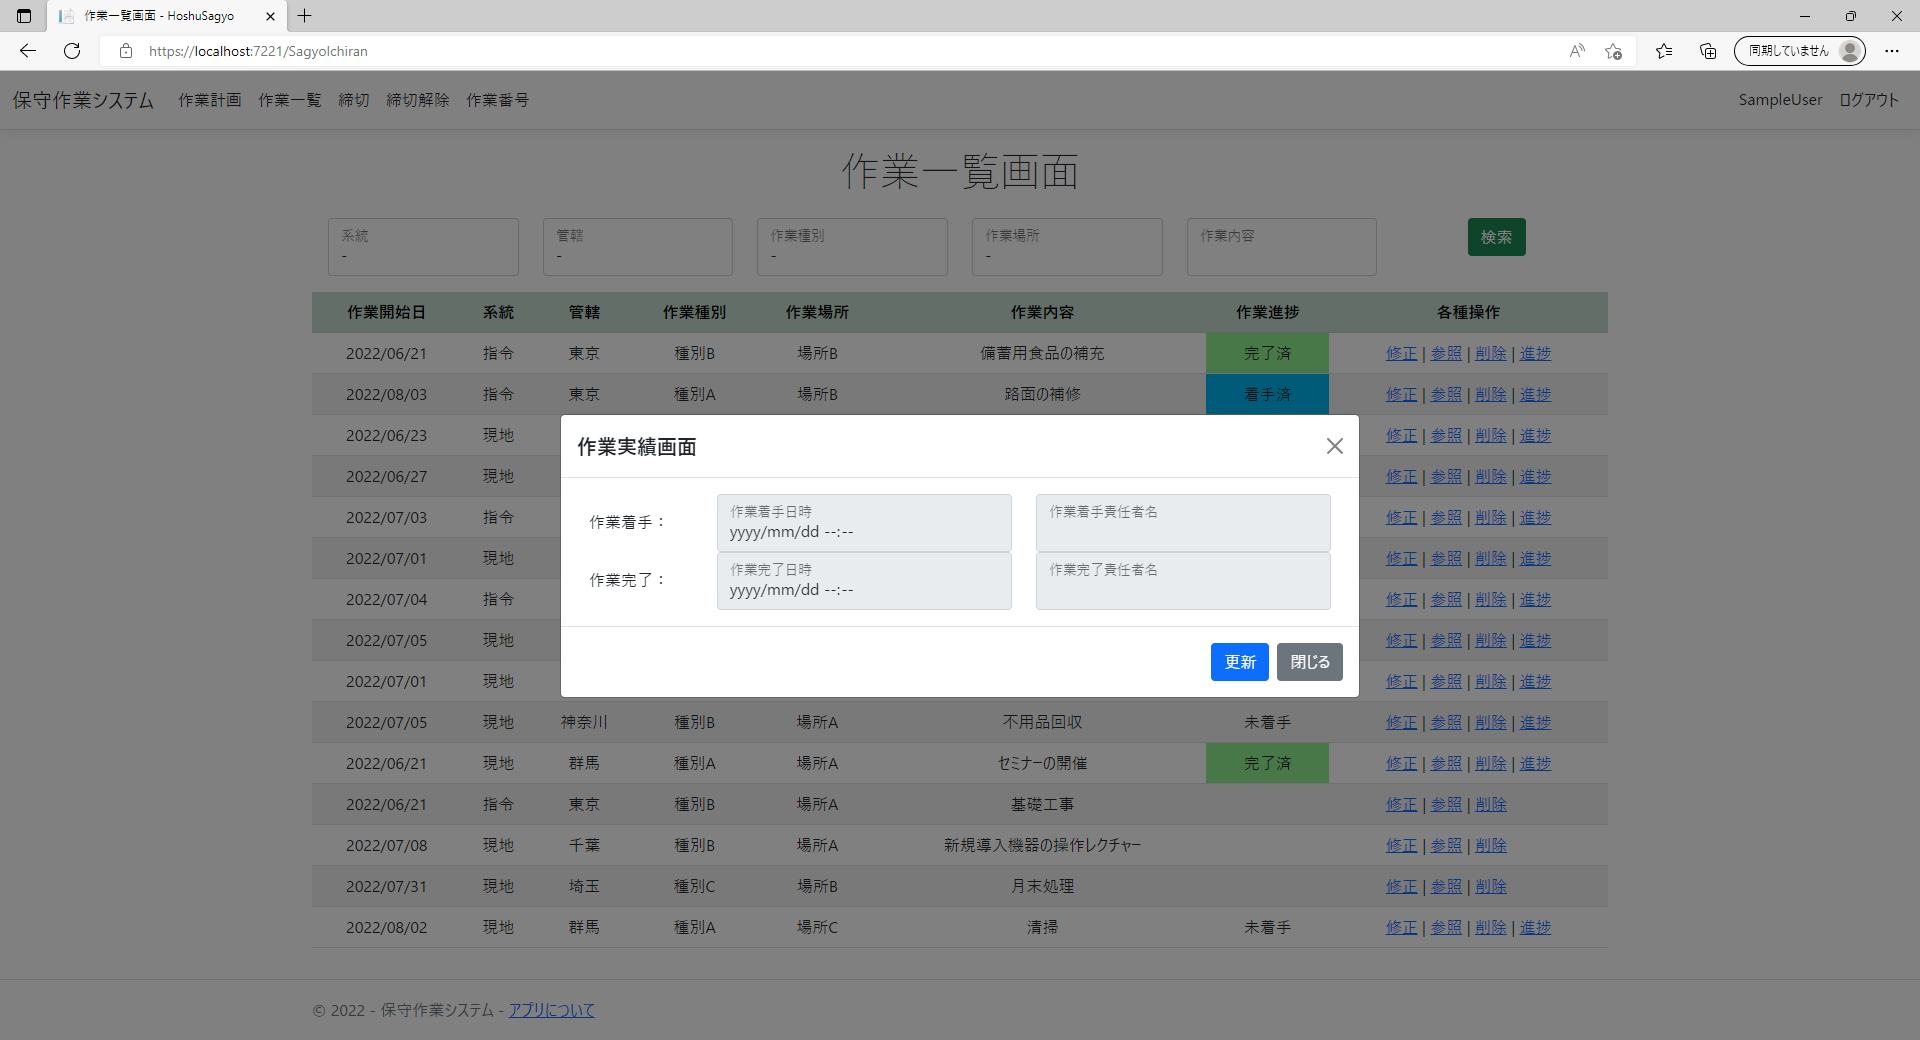 作業一覧画面 - HoshuSagyo
https://localhost:7221/SagyoIchiran
同期していません
保守作業システム 作業計画 作業一覧 締切 締切解除 作業番号 SampleUser ログアウト
作業一覧画面
系統 管轄 作業種別 作業場所 作業内容 検索
- - - -
作業開始日 系統 管轄 作業種別 作業場所 作業内容 作業進捗 各種操作
2022/06/21 指令 東京 種別B 場所B 備蓄用食品の補充 完了済 修正 | 参照 | 削除 | 進捗
2022/08/03 指令 東京 種別A 場所B 路面の補修 着手済 修正 | 参照 | 削除 | 進捗
2022/06/23 現地 修正 | 参照 | 削除 | 進捗
2022/06/27 現地 修正 | 参照 | 削除 | 進捗
2022/07/03 指令 修正 | 参照 | 削除 | 進捗
2022/07/01 現地 修正 | 参照 | 削除 | 進捗
2022/07/04 指令 修正 | 参照 | 削除 | 進捗
2022/07/05 現地 修正 | 参照 | 削除 | 進捗
2022/07/01 現地 修正 | 参照 | 削除 | 進捗
2022/07/05 現地 神奈川 種別B 場所A 不用品回収 未着手 修正 | 参照 | 削除 | 進捗
2022/06/21 現地 群馬 種別A 場所A セミナーの開催 完了済 修正 | 参照 | 削除 | 進捗
2022/06/21 指令 東京 種別B 場所A 基礎工事 修正 | 参照 | 削除
2022/07/08 現地 千葉 種別B 場所A 新規導入機器の操作レクチャー 修正 | 参照 | 削除
2022/07/31 現地 埼玉 種別C 場所B 月末処理 修正 | 参照 | 削除
2022/08/02 現地 群馬 種別A 場所C 清掃 未着手 修正 | 参照 | 削除 | 進捗
作業実績画面
作業着手： 作業着手日時 作業着手責任者名
yyyy/mm/dd --:--
作業完了： 作業完了日時 作業完了責任者名
yyyy/mm/dd --:--
更新 閉じる
© 2022 - 保守作業システム - アプリについて